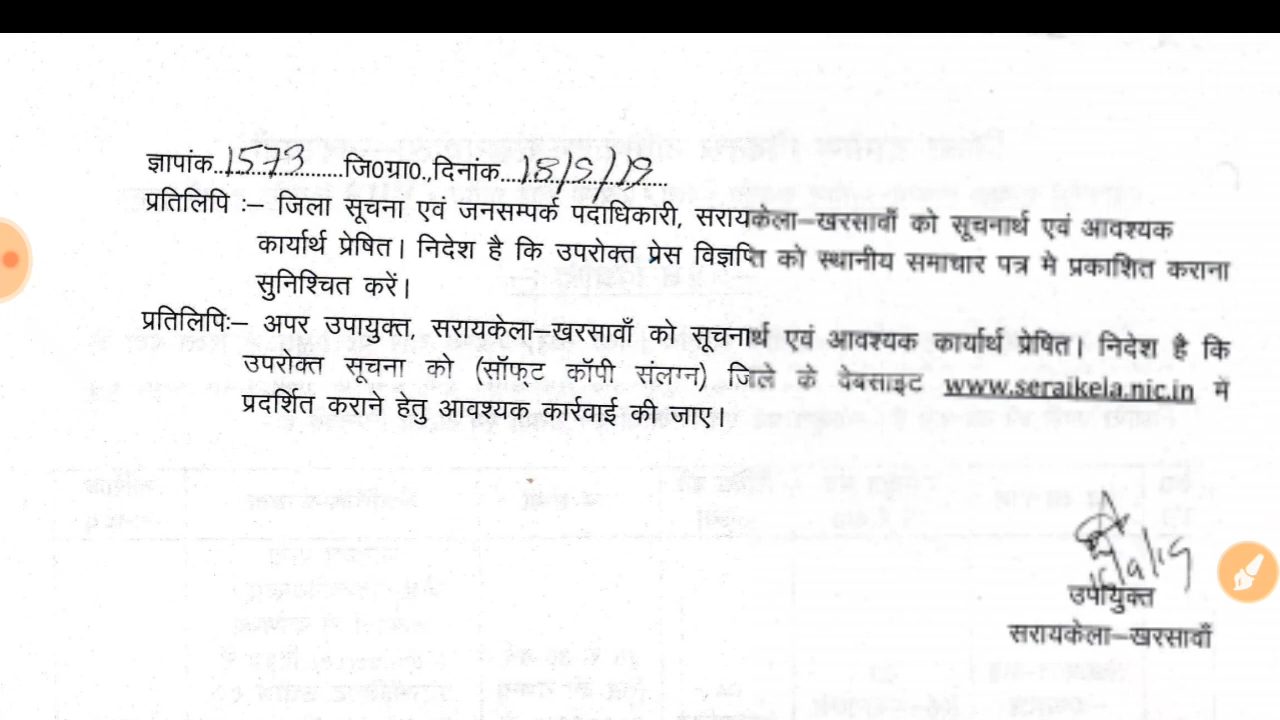 ज्ञापांक..1573......जि0ग्रा0.,दिनांक....18/9/19...
प्रतिलिपि :– जिला सूचना एवं जनसम्पर्क पदाधिकारी, सरायकेला–खरसावाँ को सूचनार्थ एवं आवश्यक
कार्यार्थ प्रेषित। निदेश है कि उपरोक्त प्रेस विज्ञप्ति को स्थानीय समाचार पत्र मे प्रकाशित कराना
सुनिश्चित करें।
प्रतिलिपिः– अपर उपायुक्त, सरायकेला–खरसावाँ को सूचनार्थ एवं आवश्यक कार्यार्थ प्रेषित। निदेश है कि
उपरोक्त सूचना को (सॉफ्ट कॉपी संलग्न) जिले के वेबसाइट www.seraikela.nic.in में
प्रदर्शित कराने हेतु आवश्यक कार्रवाई की जाए।
उपायुक्त
सरायकेला–खरसावाँ